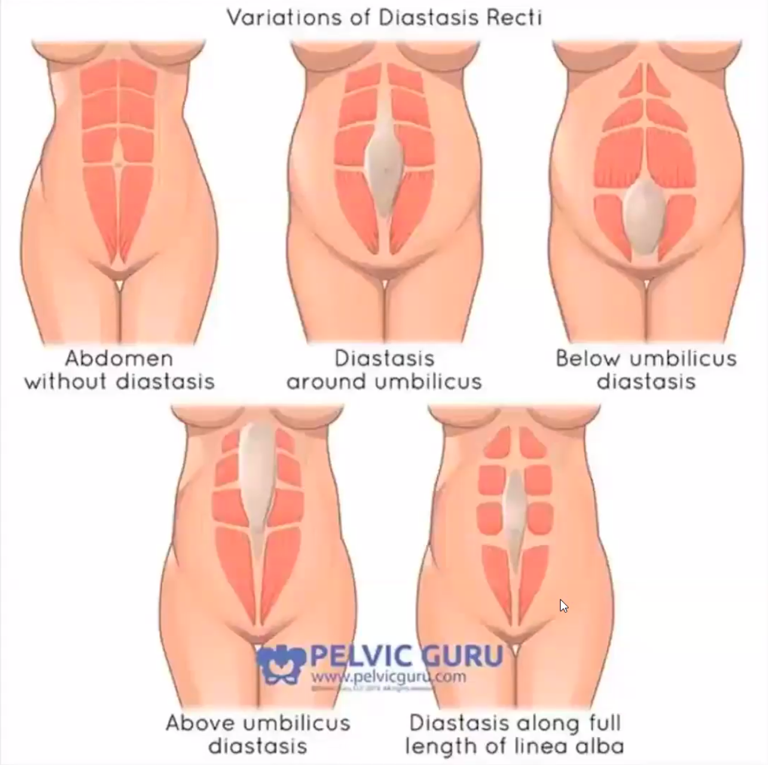 Variations of Diastasis Recti
Abdomen
without diastasis
Diastasis
around umbilicus
Below umbilicus
diastasis
PELVIC GURU
www.pelvicguru.com
Above umbilicus
diastasis
Diastasis along full
length of linea alba